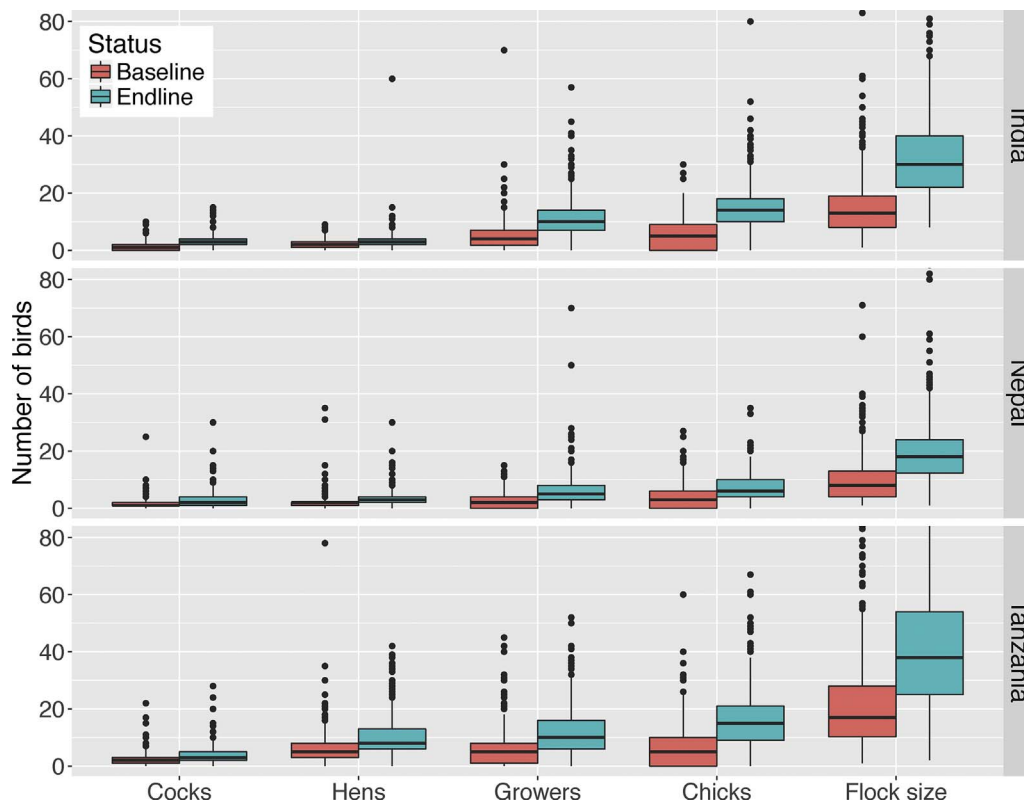 Status
Baseline
Endline
80
60
40
20
0
India
80
60
40
20
0
Nepal
80
60
40
20
0
Tanzania
Number of birds
Cocks Hens Growers Chicks Flock size